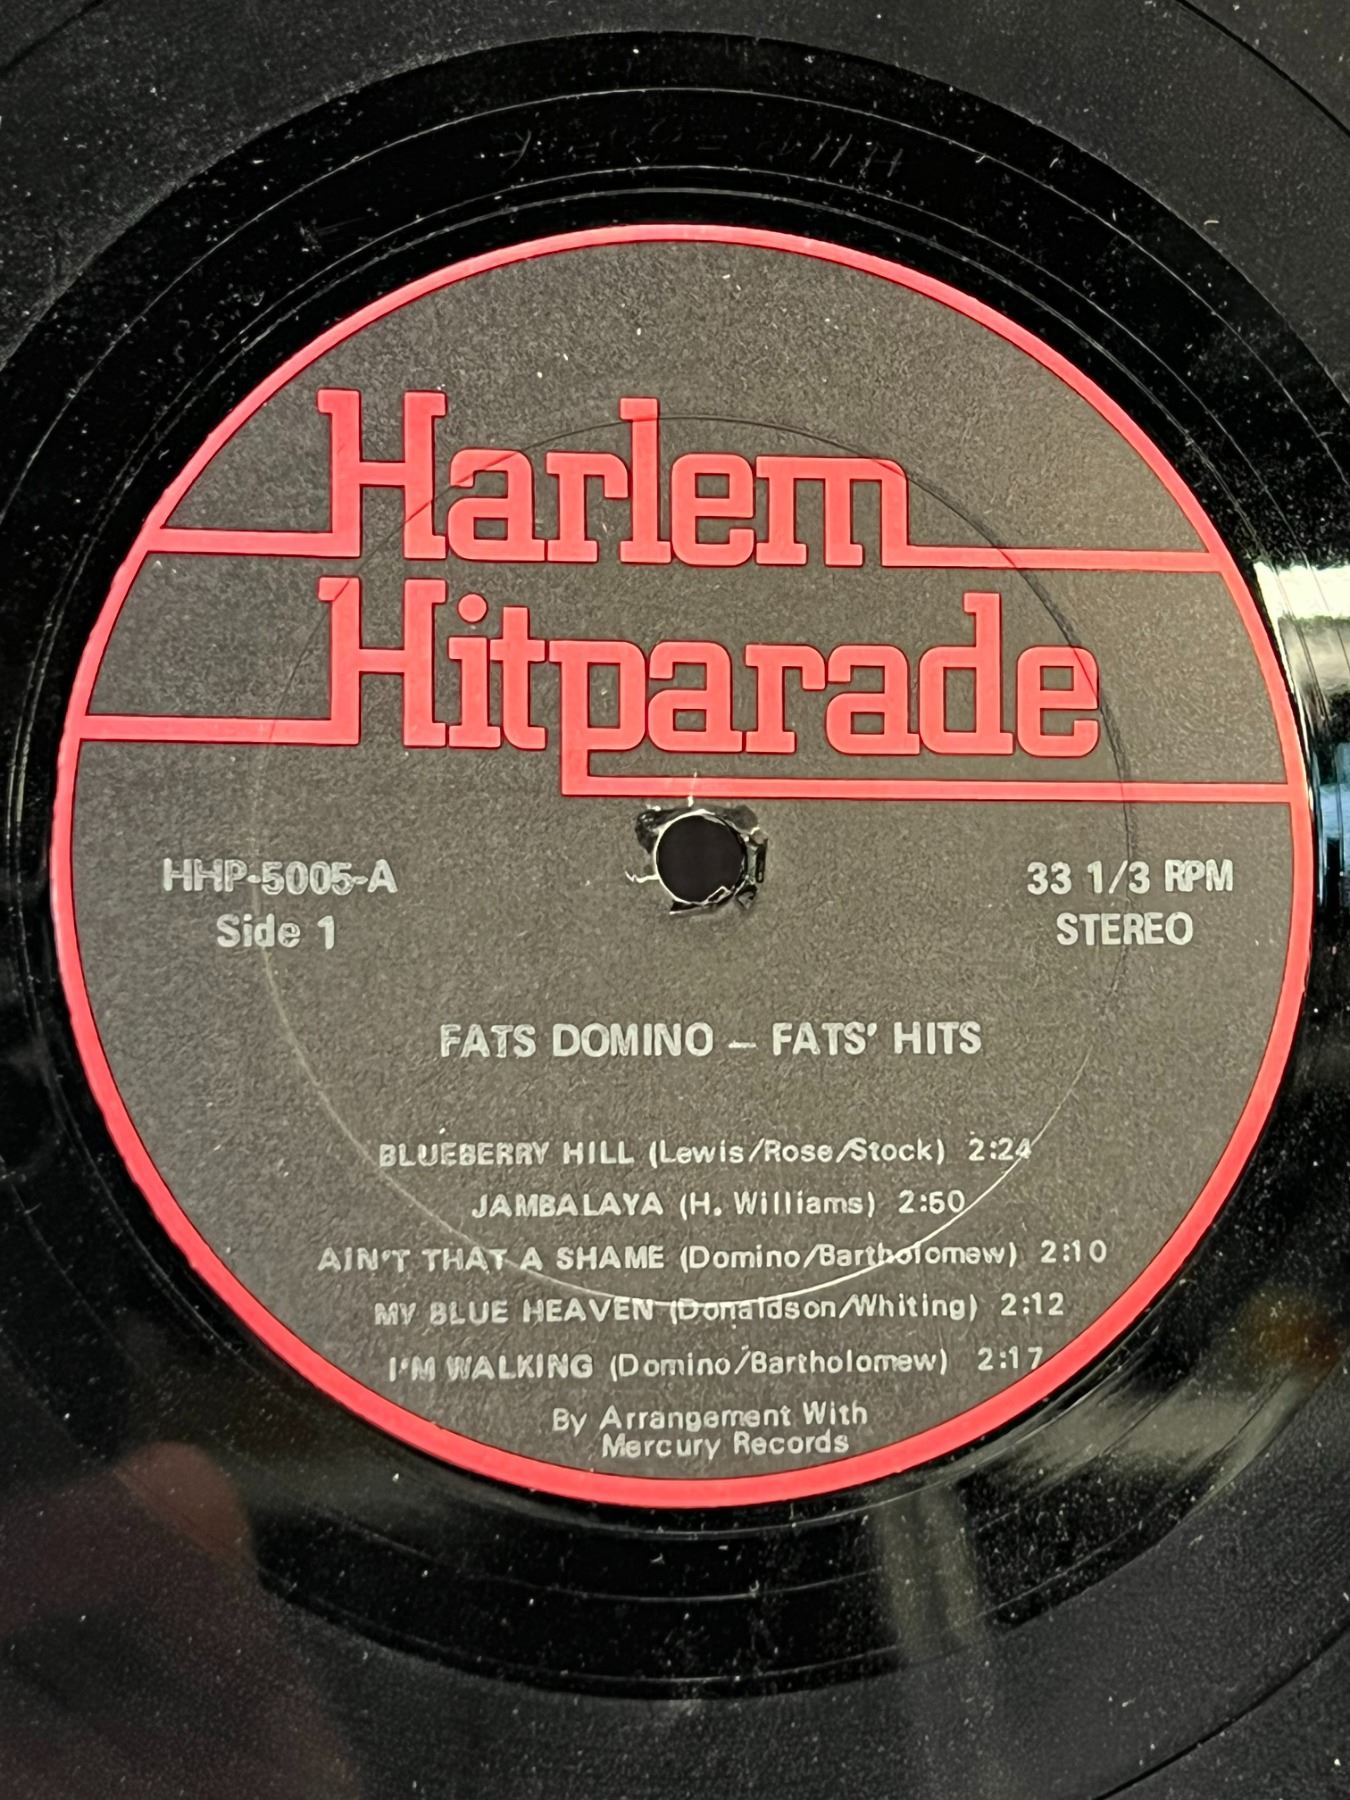 Harlem
Hitparade
HHP-5005-A
Side 1
33 1/3 RPM
STEREO
FATS DOMINO — FATS' HITS
BLUEBERRY HILL (Lewis/Rose/Stock) 2:24
JAMBALAYA (H. Williams) 2:50
AIN'T THAT A SHAME (Domino/Bartholomew) 2:10
MY BLUE HEAVEN (Donaldson/Whiting) 2:12
I'M WALKING (Domino/Bartholomew) 2:17
By Arrangement With
Mercury Records